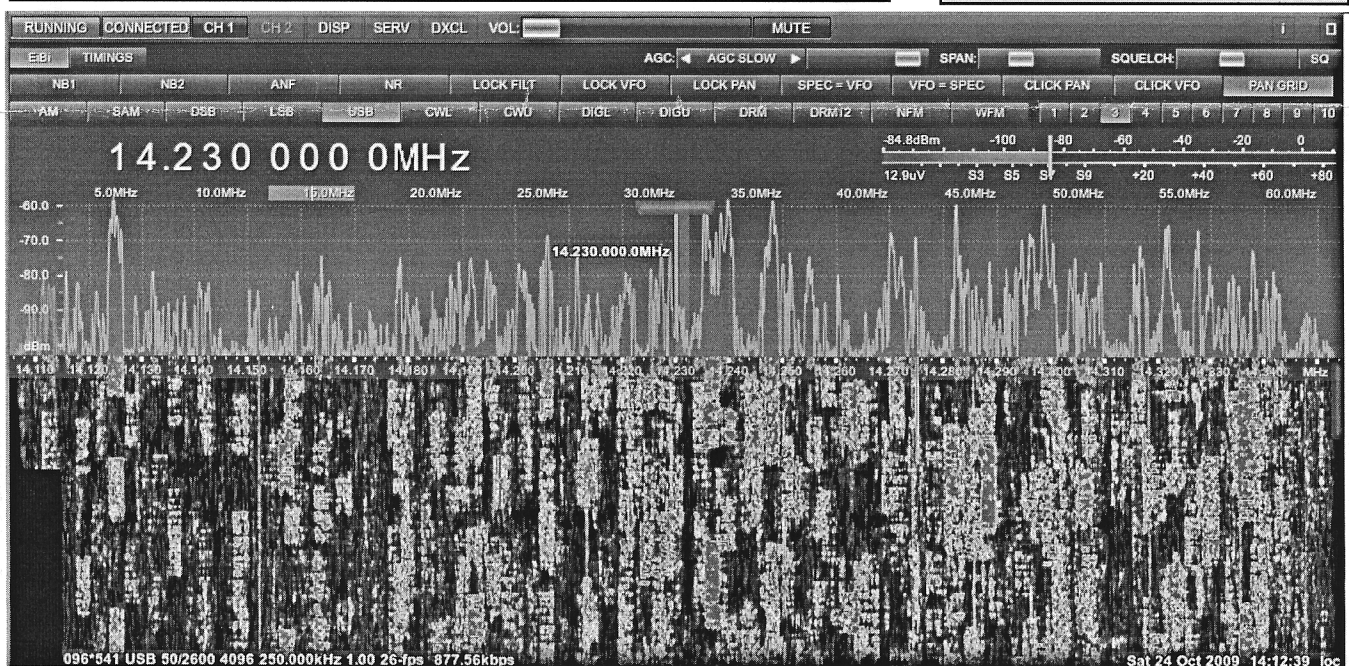 RUNNING CONNECTED CH 1 CH 2 DISP SERV DXCL VOL: MUTE i
EiBi TIMINGS AGC: ◀ AGC SLOW ▶ SPAN: SQUELCH: SQ
NB1 NB2 ANF NR LOCK FILT LOCK VFO LOCK PAN SPEC = VFO VFO = SPEC CLICK PAN CLICK VFO PAN GRID
AM SAM DSB LSB USB CWL CWU DIGL DIGU DRM DRM12 NFM WFM 1 2 3 4 5 6 7 8 9 10
14.230 000 0MHz
-84.8dBm -100 -80 -60 -40 -20 0
12.9uV S3 S5 S7 S9 +20 +40 +60 +80
5.0MHz 10.0MHz 15.0MHz 20.0MHz 25.0MHz 30.0MHz 35.0MHz 40.0MHz 45.0MHz 50.0MHz 55.0MHz 60.0MHz
-60.0
-70.0
14.230.000.0MHz
-80.0
-90.0
dBm
14.110 14.120 14.130 14.140 14.150 14.160 14.170 14.180 14.190 14.200 14.210 14.220 14.230 14.240 14.250 14.260 14.270 14.280 14.290 14.300 14.310 14.320 14.330 14.340 MHz
096*541 USB 50/2600 4096 250.000kHz 1.00 26-fps 877.56kbps
Sat 24 Oct 2009 14:12:39